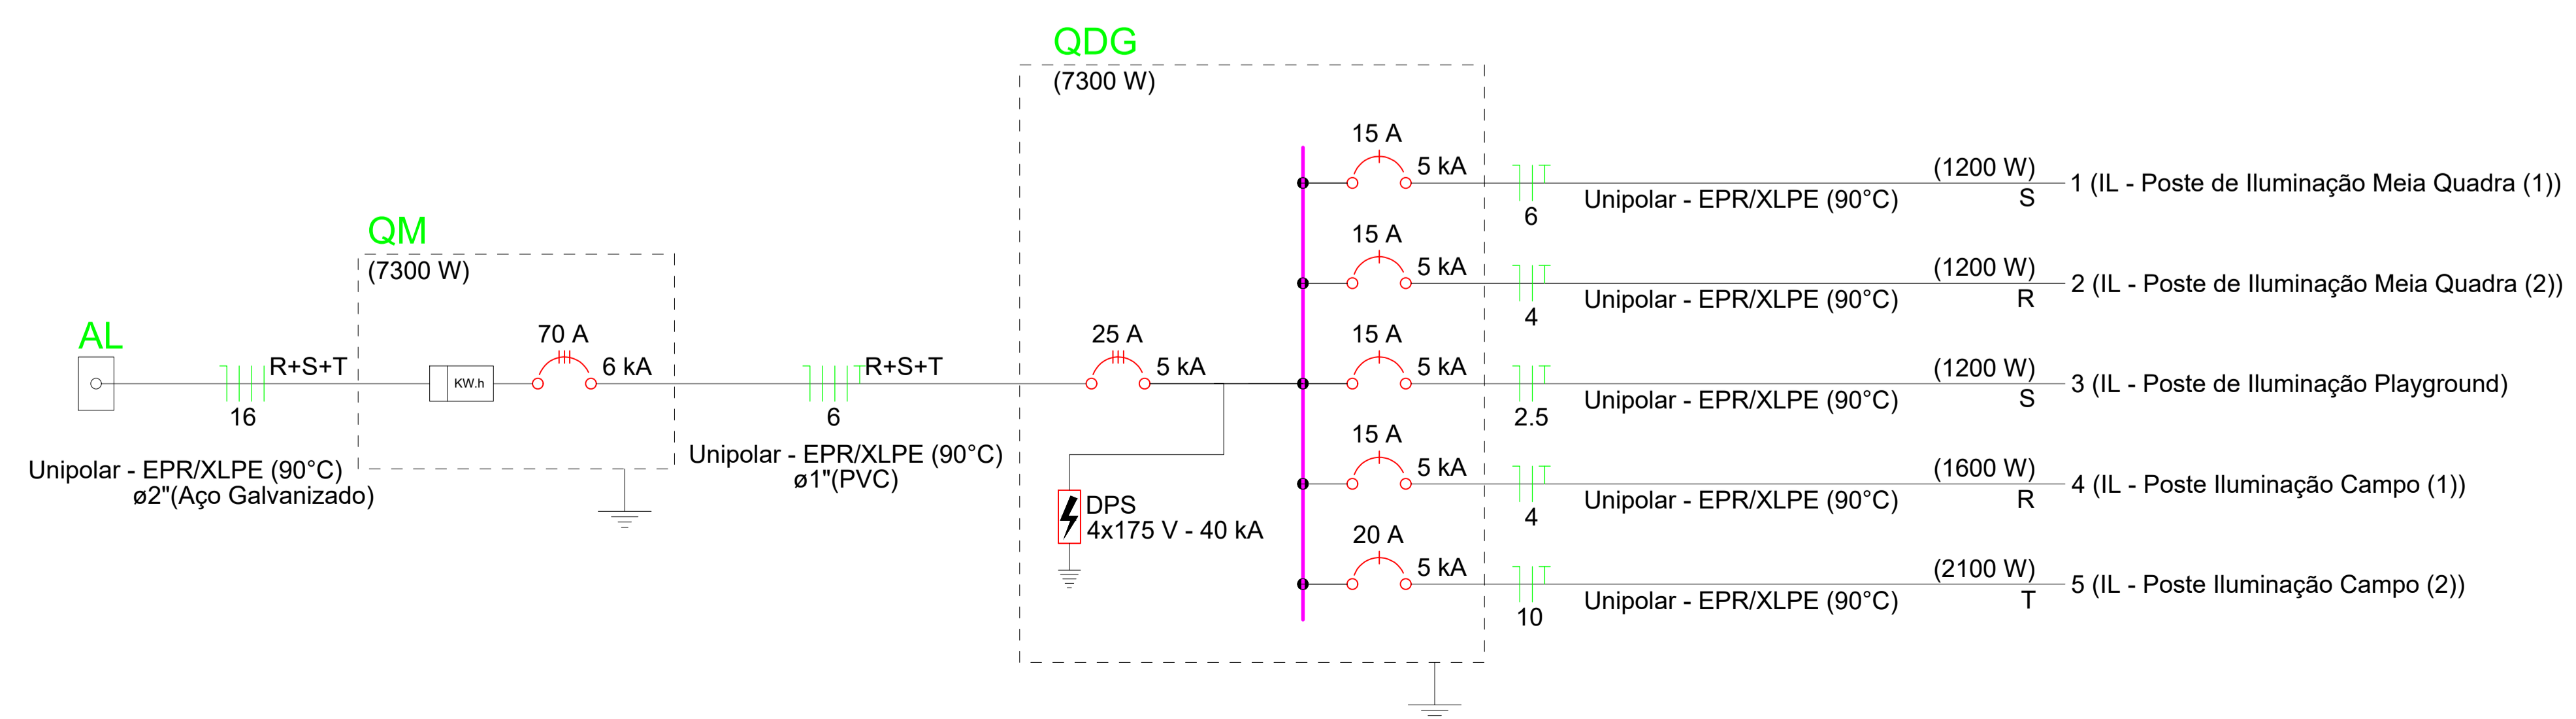 QDG
(7300 W)
15 A
5 kA
6
Unipolar - EPR/XLPE (90°C)
(1200 W)
S
1 (IL - Poste de Iluminação Meia Quadra (1))
15 A
5 kA
4
Unipolar - EPR/XLPE (90°C)
(1200 W)
R
2 (IL - Poste de Iluminação Meia Quadra (2))
QM
(7300 W)
AL
R+S+T
16
Unipolar - EPR/XLPE (90°C)
ø2"(Aço Galvanizado)
KW.h
70 A
6 kA
R+S+T
6
Unipolar - EPR/XLPE (90°C)
ø1"(PVC)
25 A
5 kA
DPS
4x175 V - 40 kA
15 A
5 kA
2.5
Unipolar - EPR/XLPE (90°C)
(1200 W)
S
3 (IL - Poste de Iluminação Playground)
15 A
5 kA
4
Unipolar - EPR/XLPE (90°C)
(1600 W)
R
4 (IL - Poste Iluminação Campo (1))
20 A
5 kA
10
Unipolar - EPR/XLPE (90°C)
(2100 W)
T
5 (IL - Poste Iluminação Campo (2))